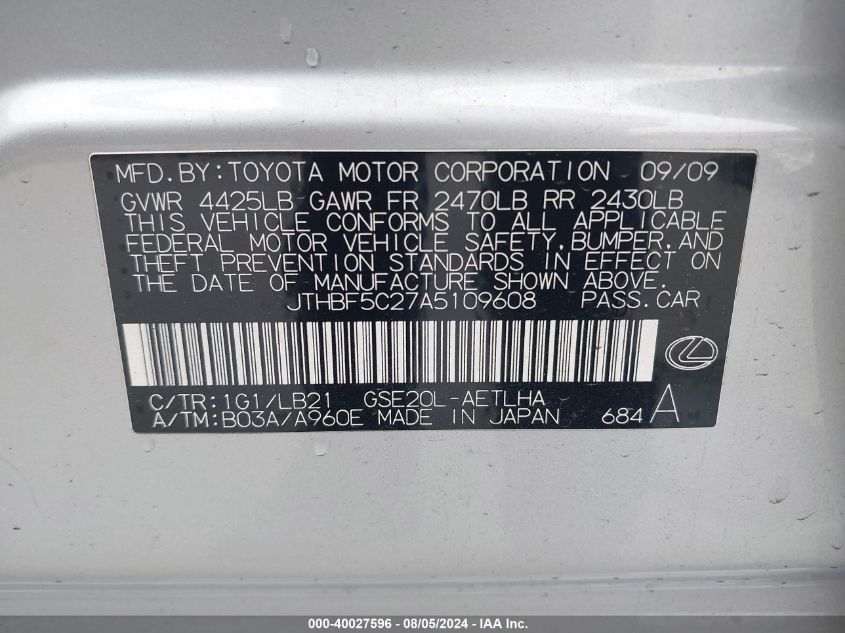 MFD.BY:TOYOTA MOTOR CORPORATION 09/09
GVWR 4425LB GAWR FR 2470LB RR 2430LB
THIS VEHICLE CONFORMS TO ALL APPLICABLE
FEDERAL MOTOR VEHICLE SAFETY,BUMPER,AND
THEFT PREVENTION STANDARDS IN EFFECT ON
THE DATE OF MANUFACTURE SHOWN ABOVE.
JTHBF5C27A5109608 PASS.CAR
C/TR:1G1/LB21 GSE20L-AETLHA
A/TM:B03A/A960E MADE IN JAPAN 684 A
000-40027596 - 08/05/2024 - IAA Inc.